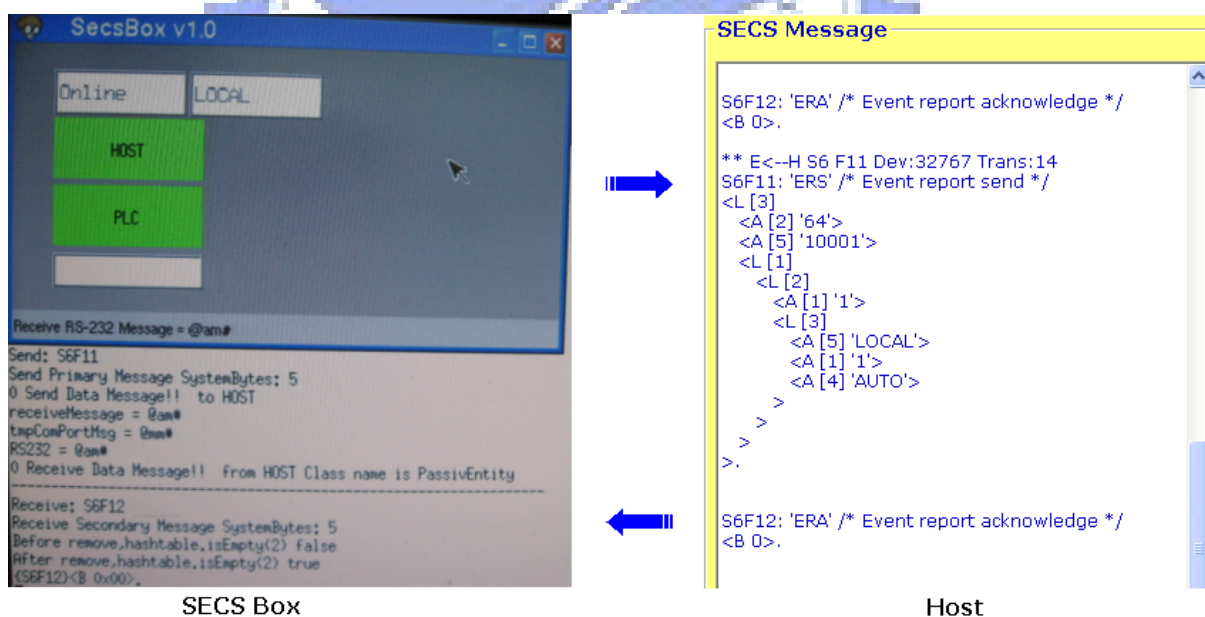 SecsBox v1.0
Online LOCAL
HOST
PLC
Receive RS-232 Message = @am#
Send: S6F11
Send Primary Message SystemBytes: 5
0 Send Data Message!! to HOST
receiveMessage = @am#
tmpComPortMsg = @mm#
RS232 = @am#
0 Receive Data Message!! from HOST Class name is PassivEntity
Receive: S6F12
Receive Secondary Message SystemBytes: 5
Before remove,hashtable.isEmpty(2) false
After remove,hashtable.isEmpty(2) true
{S6F12}<B 0x00>.
SECS Box
SECS Message
S6F12: 'ERA' /* Event report acknowledge */
<B 0>.
** E<--H S6 F11 Dev:32767 Trans:14
S6F11: 'ERS' /* Event report send */
<L [3]
<A [2] '64'>
<A [5] '10001'>
<L [1]
<L [2]
<A [1] '1'>
<L [3]
<A [5] 'LOCAL'>
<A [1] '1'>
<A [4] 'AUTO'>
>
>
>
>.
S6F12: 'ERA' /* Event report acknowledge */
<B 0>.
Host